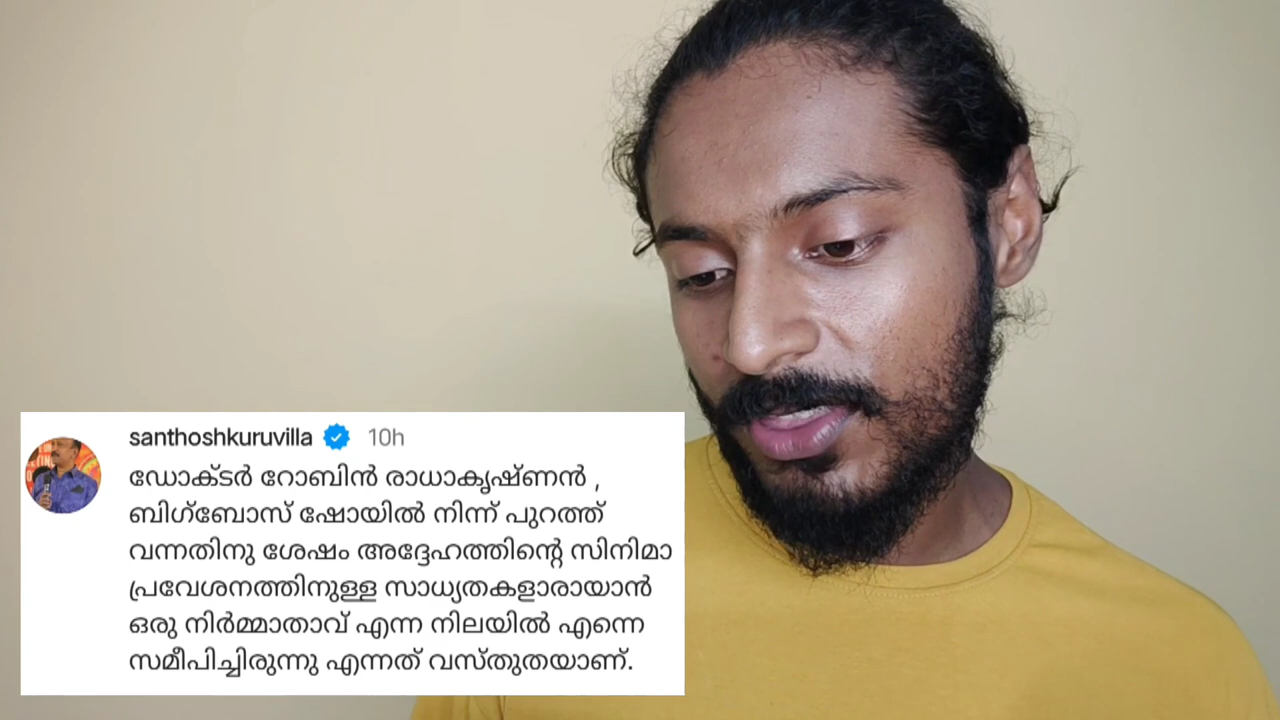 santhoshkuruvilla 10h
ഡോക്ടർ റോബിൻ രാധാകൃഷ്ണൻ ,
ബിഗ്ബോസ് ഷോയിൽ നിന്ന് പുറത്ത്
വന്നതിനു ശേഷം അദ്ദേഹത്തിന്റെ സിനിമാ
പ്രവേശനത്തിനുള്ള സാധ്യതകളാരായാൻ
ഒരു നിർമ്മാതാവ് എന്ന നിലയിൽ എന്നെ
സമീപിച്ചിരുന്നു എന്നത് വസ്തുതയാണ്.